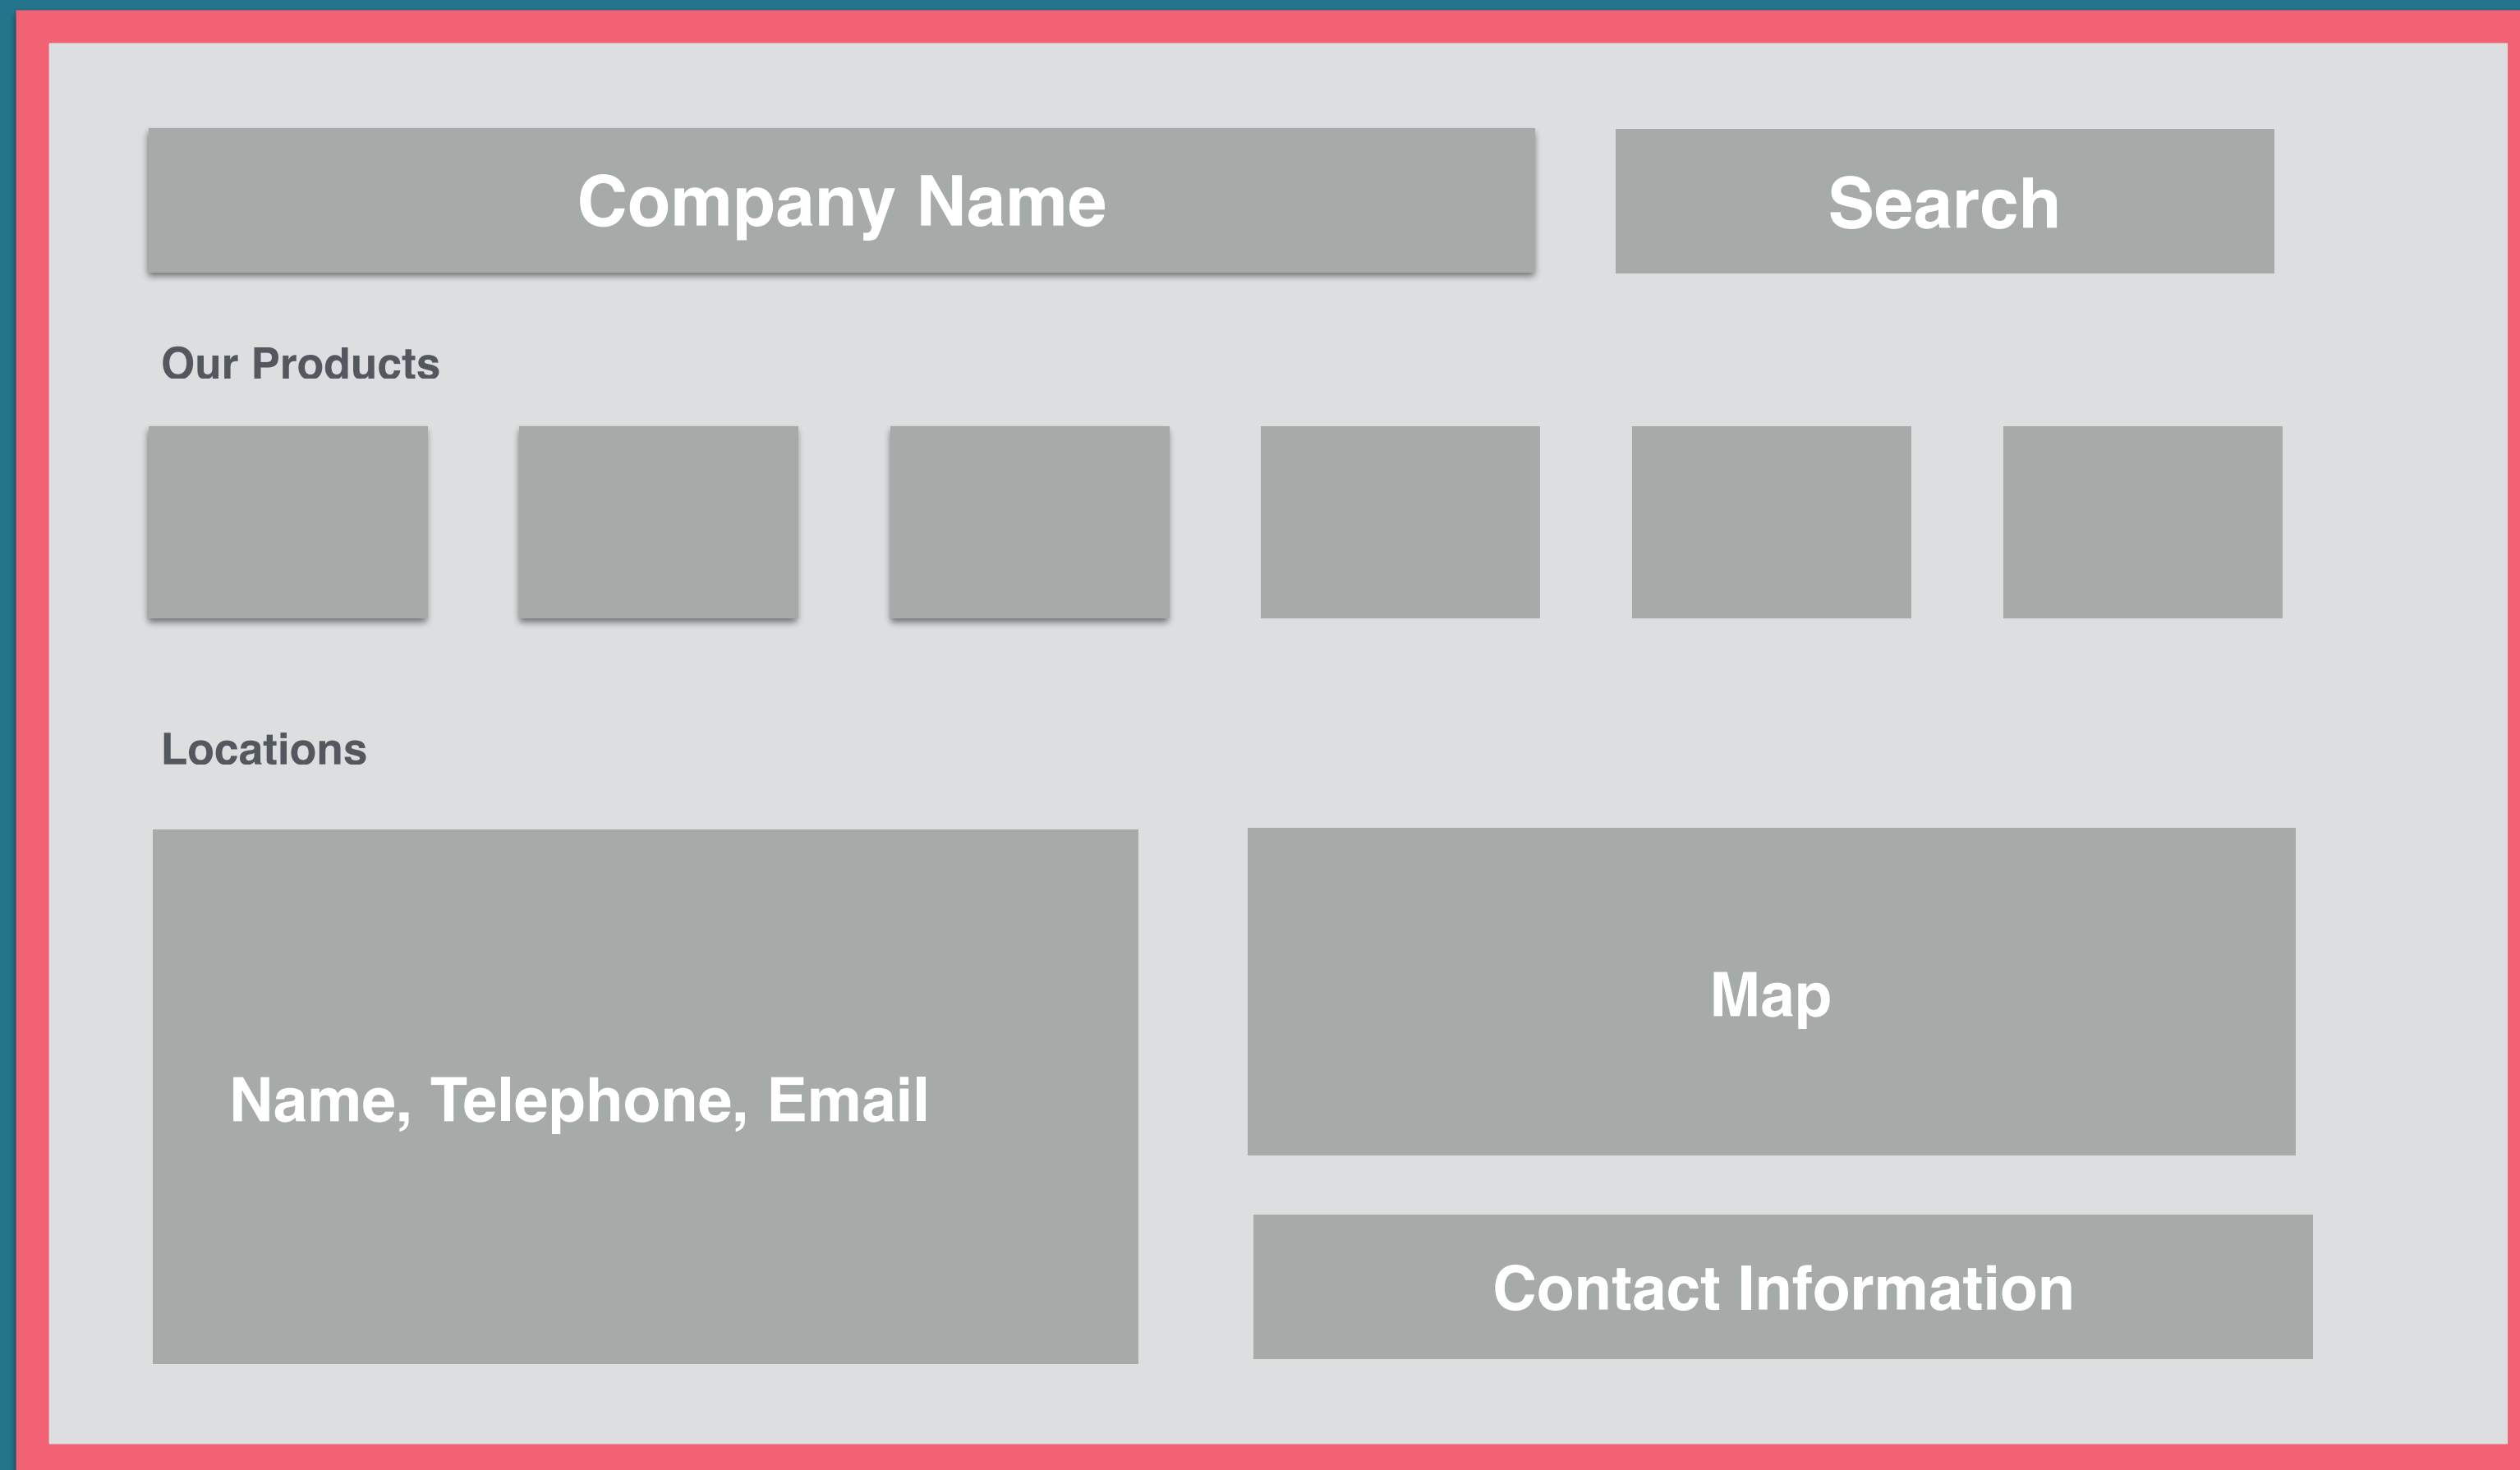 Company Name
Search
Our Products
Locations
Name, Telephone, Email
Map
Contact Information